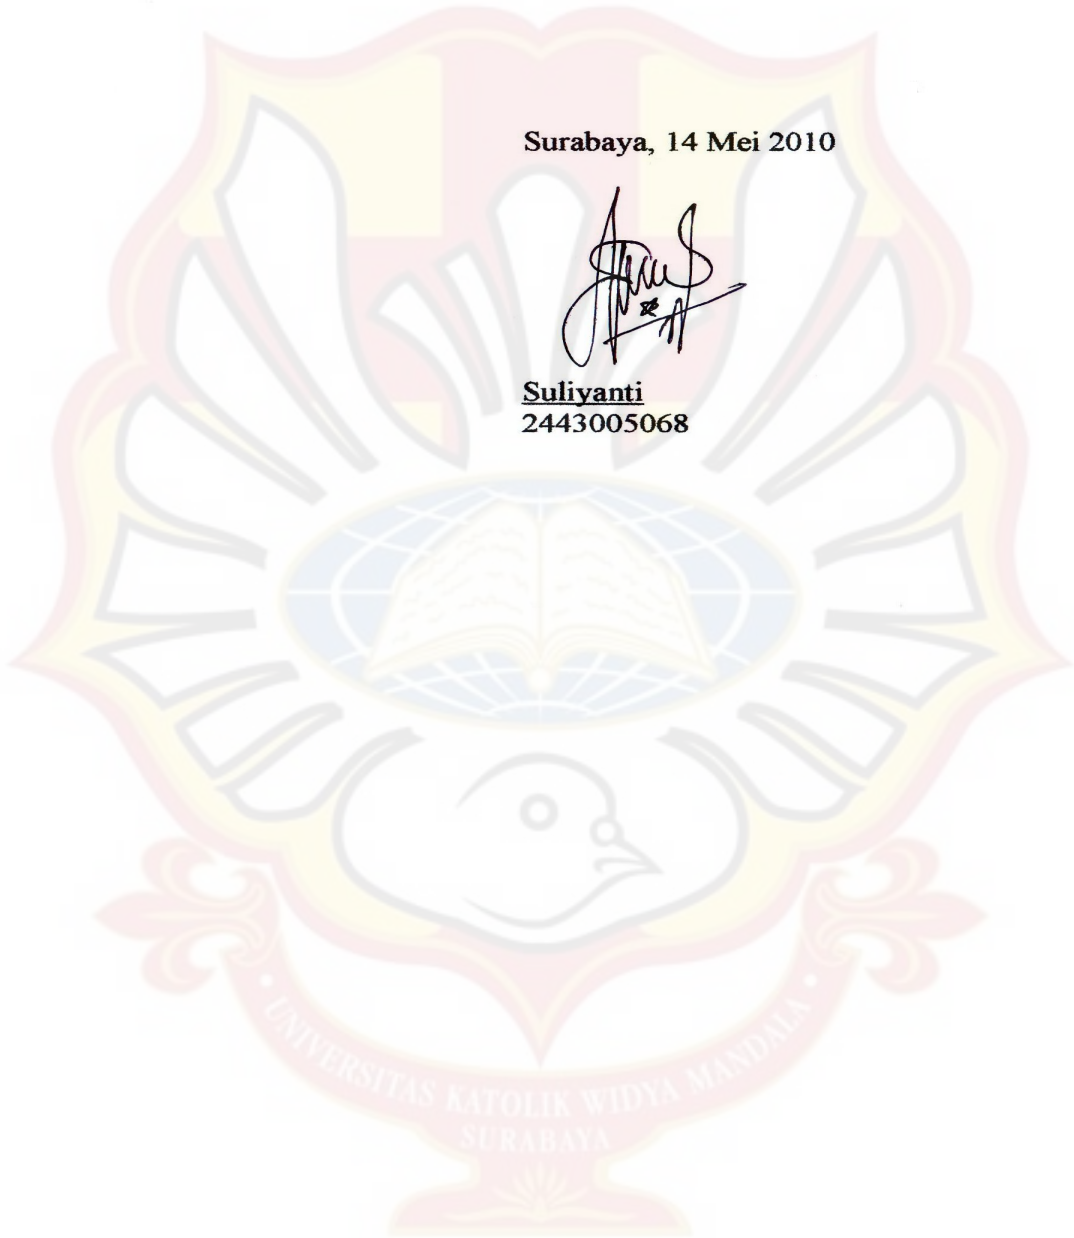 Surabaya, 14 Mei 2010
Suliyanti
2443005068
UNIVERSITAS KATOLIK WIDYA MANDALA
SURABAYA